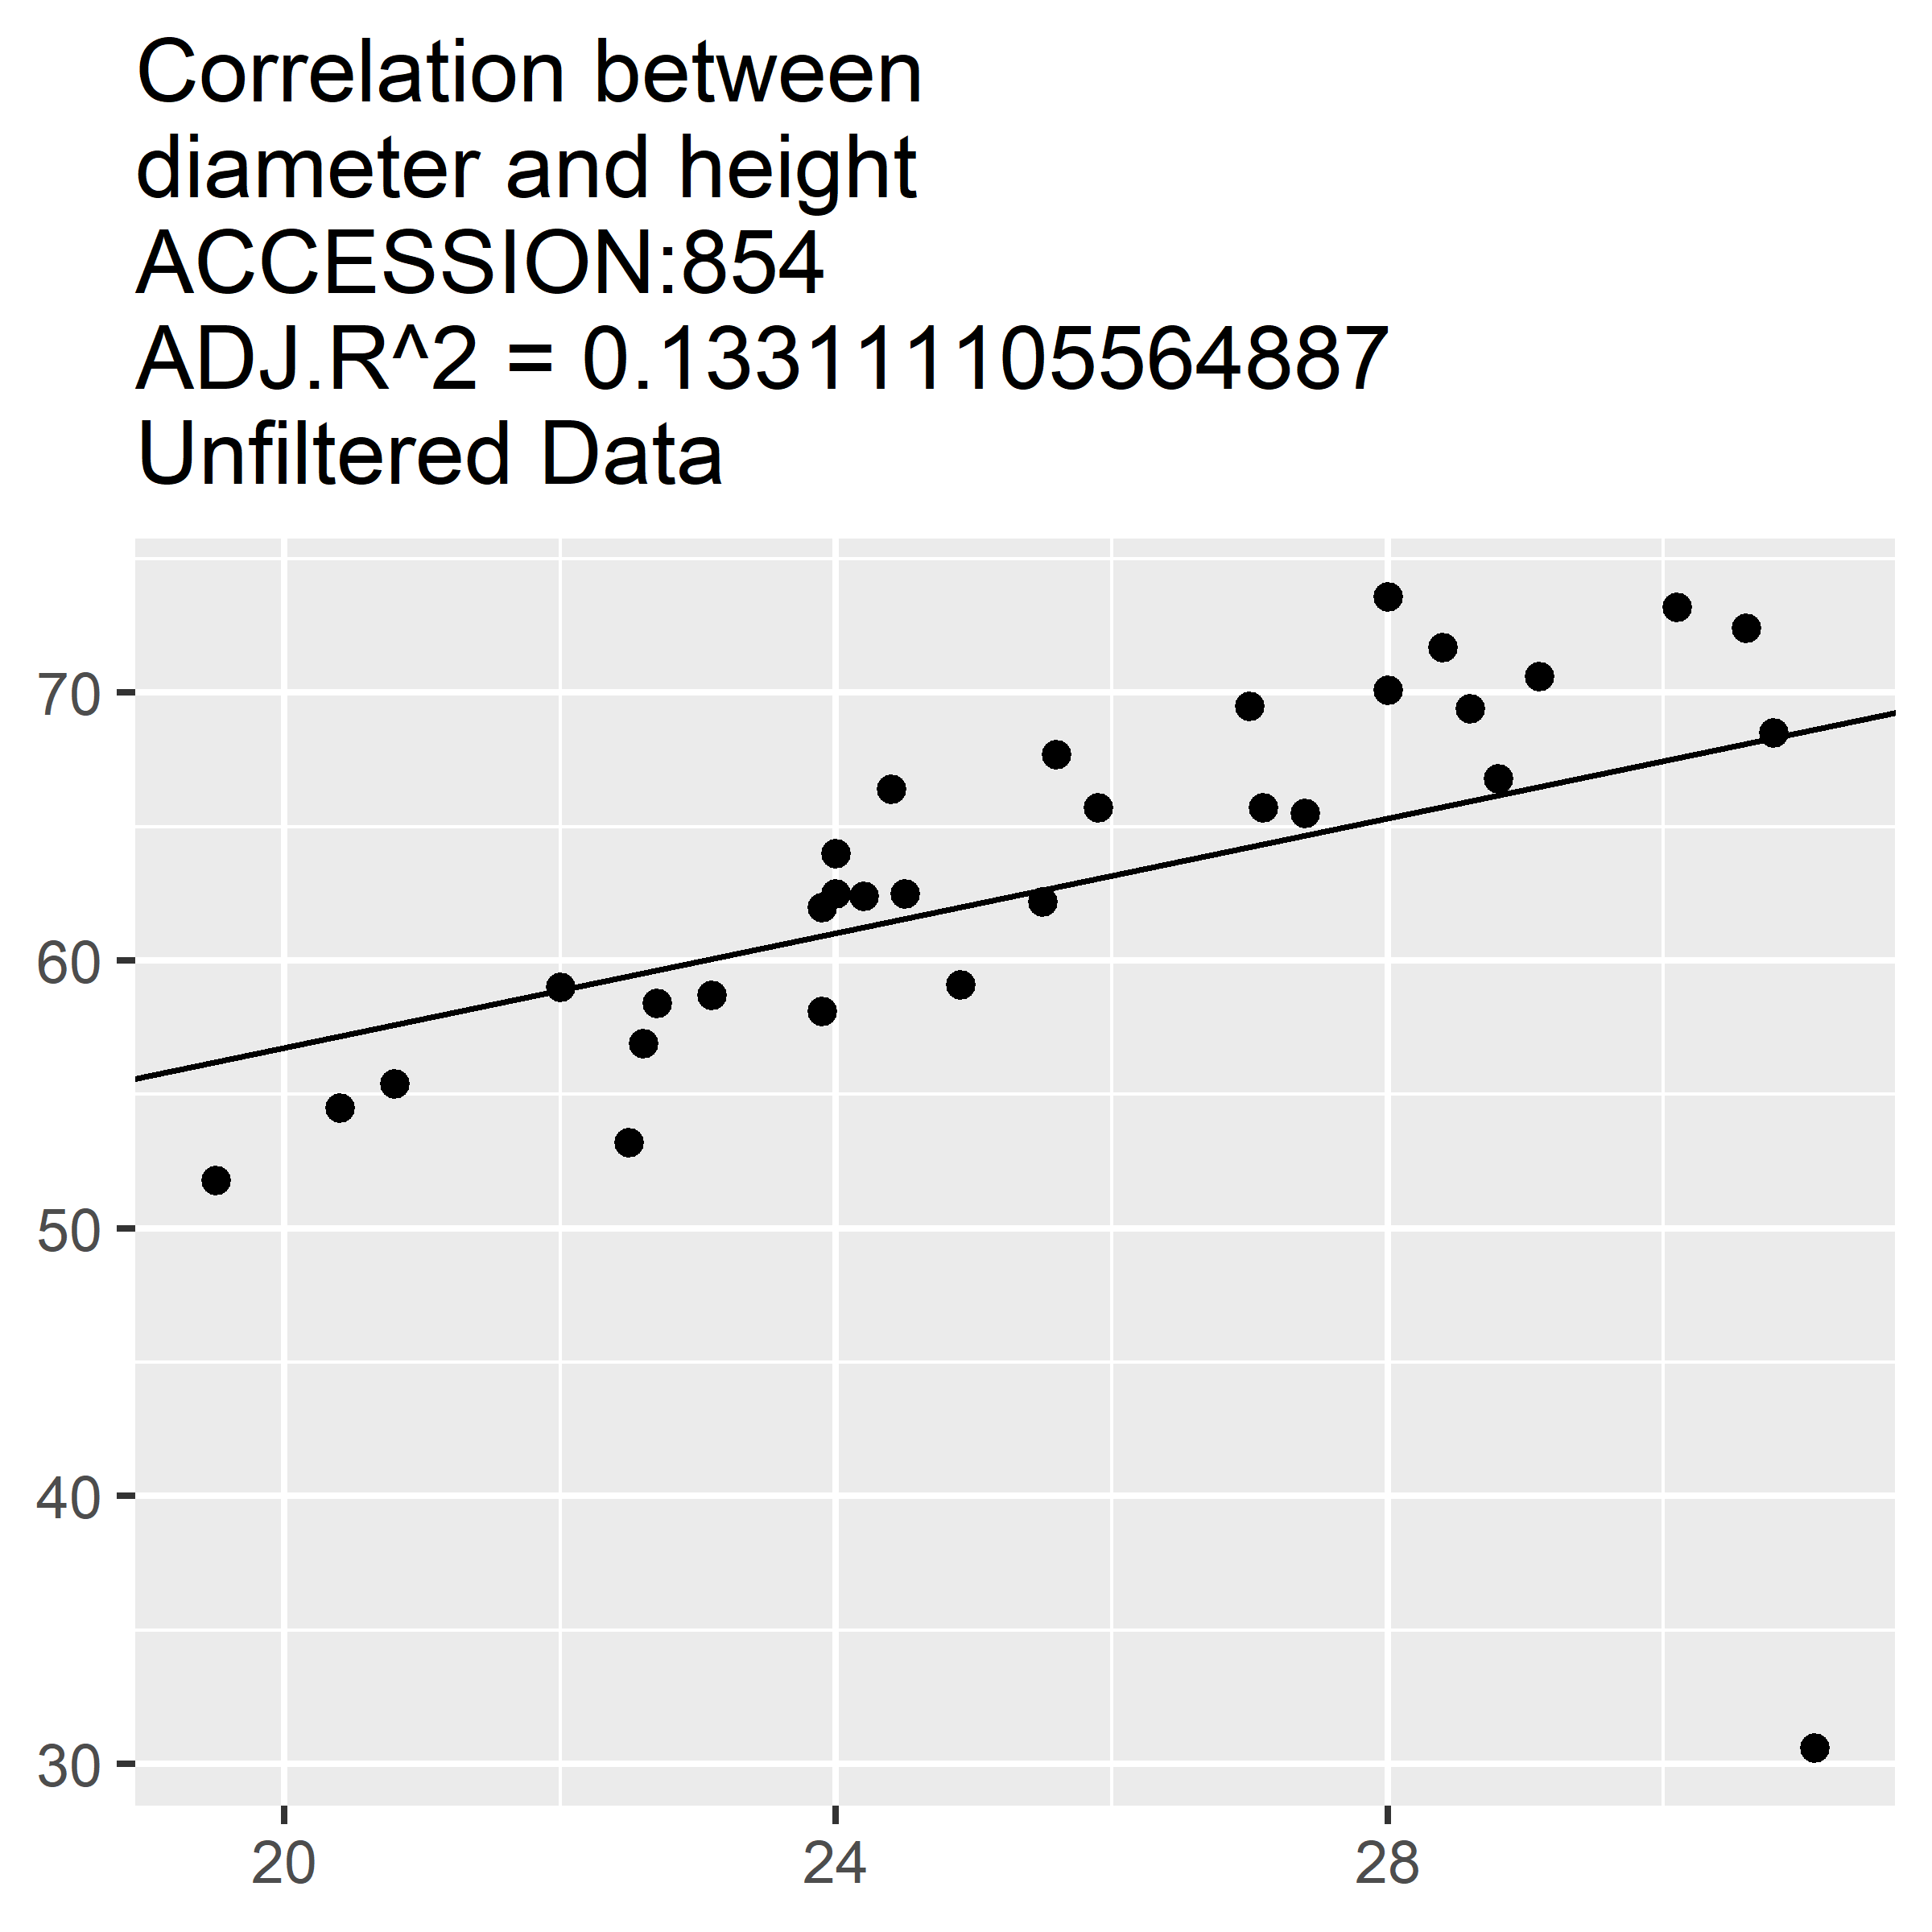 Correlation between
diameter and height
ACCESSION:854
ADJ.R^2 = 0.133111105564887
Unfiltered Data
70
60
50
40
30
20 24 28